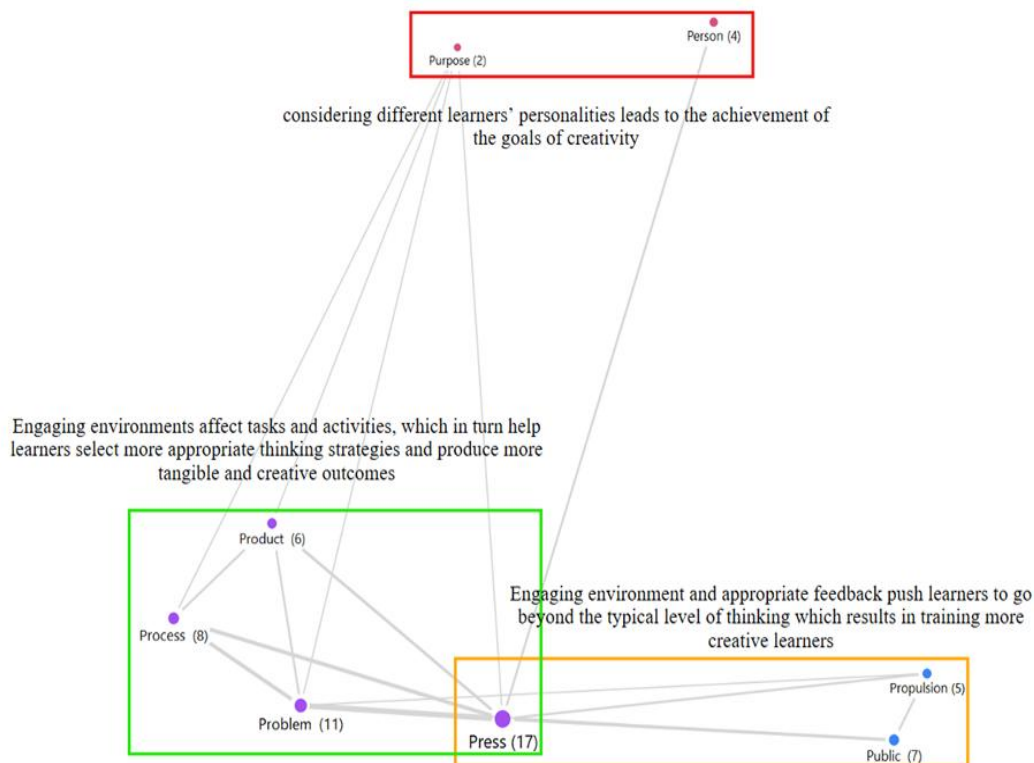 Person (4)
Purpose (2)
considering different learners’ personalities leads to the achievement of
the goals of creativity
Engaging environments affect tasks and activities, which in turn help
learners select more appropriate thinking strategies and produce more
tangible and creative outcomes
Product (6)
Process (8)
Problem (11)
Press (17)
Engaging environment and appropriate feedback push learners to go
beyond the typical level of thinking which results in training more
creative learners
Propulsion (5)
Public (7)